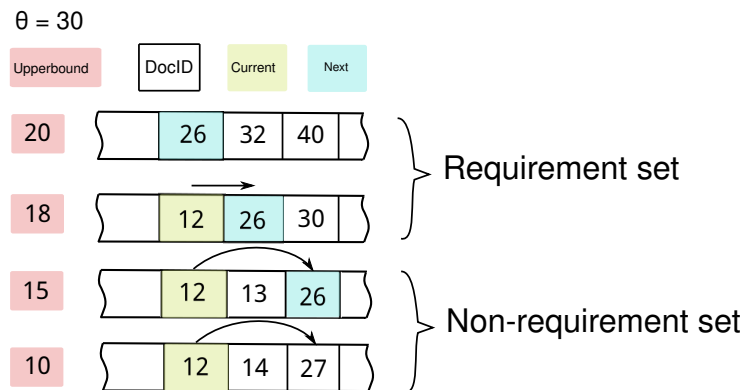 θ = 30
Upperbound DocID Current Next
20 26 32 40
Requirement set
18 12 26 30
15 12 13 26
Non-requirement set
10 12 14 27